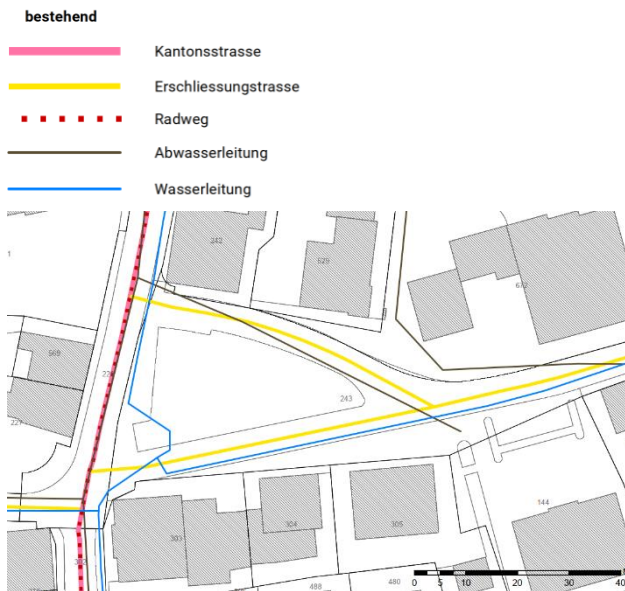 bestehend
Kantonsstrasse
Erschliessungstrasse
Radweg
Abwasserleitung
Wasserleitung
242
529
672
569
243
227
303
304
305
144
488
480
0 5 10 20 30 40